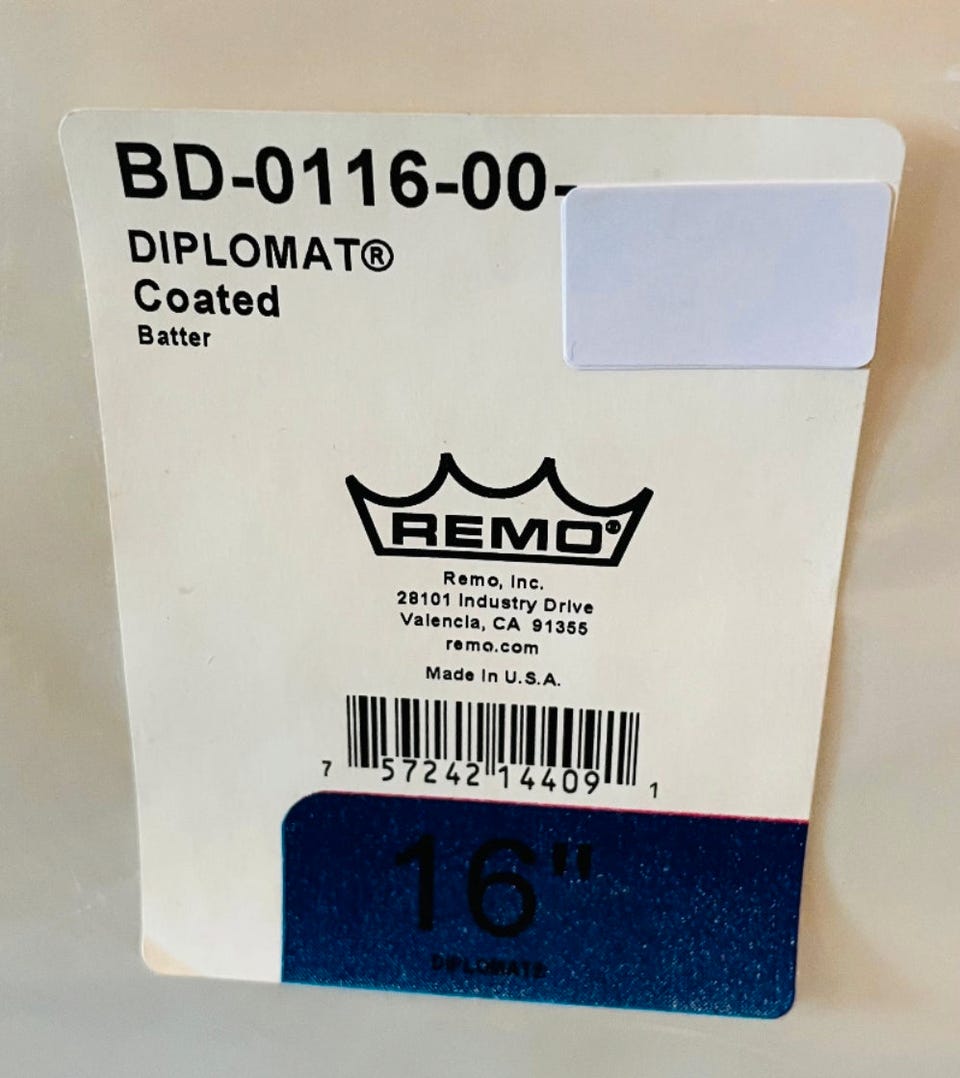 BD-0116-00-
DIPLOMAT®
Coated
Batter
REMO®
Remo, Inc.
28101 Industry Drive
Valencia, CA 91355
remo.com
Made in U.S.A.
7 57242 14409 1
16"
DIPLOMAT®